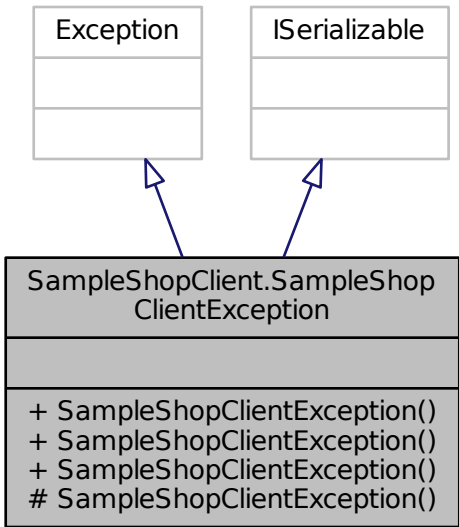 Exception
ISerializable
SampleShopClient.SampleShop
ClientException
+ SampleShopClientException()
+ SampleShopClientException()
+ SampleShopClientException()
# SampleShopClientException()